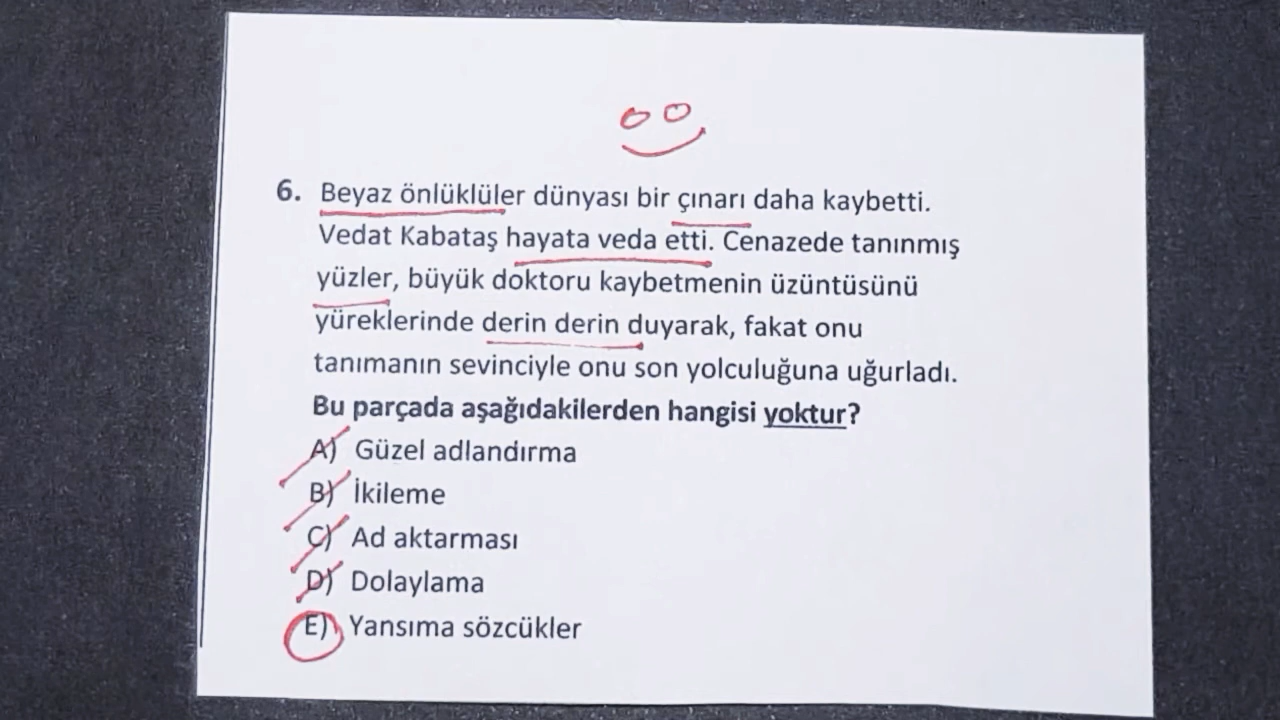 6. Beyaz önlüklüler dünyası bir çınarı daha kaybetti.
Vedat Kabataş hayata veda etti. Cenazede tanınmış
yüzler, büyük doktoru kaybetmenin üzüntüsünü
yüreklerinde derin derin duyarak, fakat onu
tanımanın sevinciyle onu son yolculuğuna uğurladı.
Bu parçada aşağıdakilerden hangisi yoktur?
A) Güzel adlandırma
B) İkileme
C) Ad aktarması
D) Dolaylama
E) Yansıma sözcükler